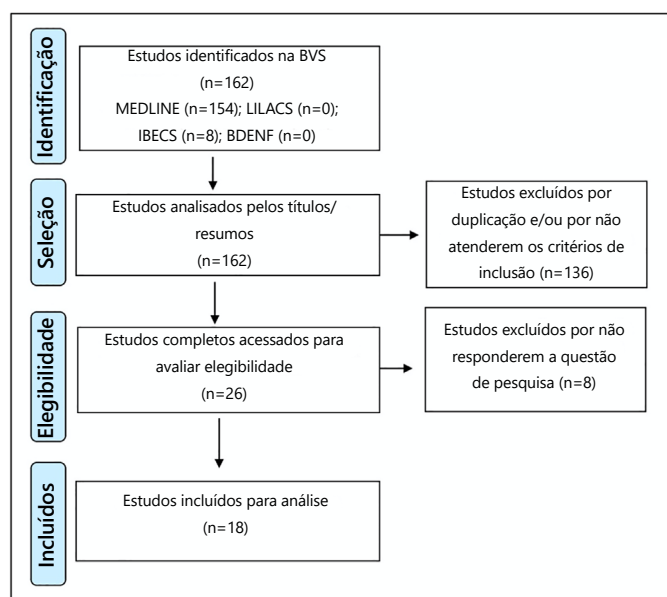 Identificação
Estudos identificados na BVS
(n=162)
MEDLINE (n=154); LILACS (n=0);
IBECS (n=8); BDENF (n=0)
Seleção
Estudos analisados pelos títulos/
resumos
(n=162)
Estudos excluídos por
duplicação e/ou por não
atenderem os critérios de
inclusão (n=136)
Elegibilidade
Estudos completos acessados para
avaliar elegibilidade
(n=26)
Estudos excluídos por não
responderem a questão
de pesquisa (n=8)
Incluídos
Estudos incluídos para análise
(n=18)